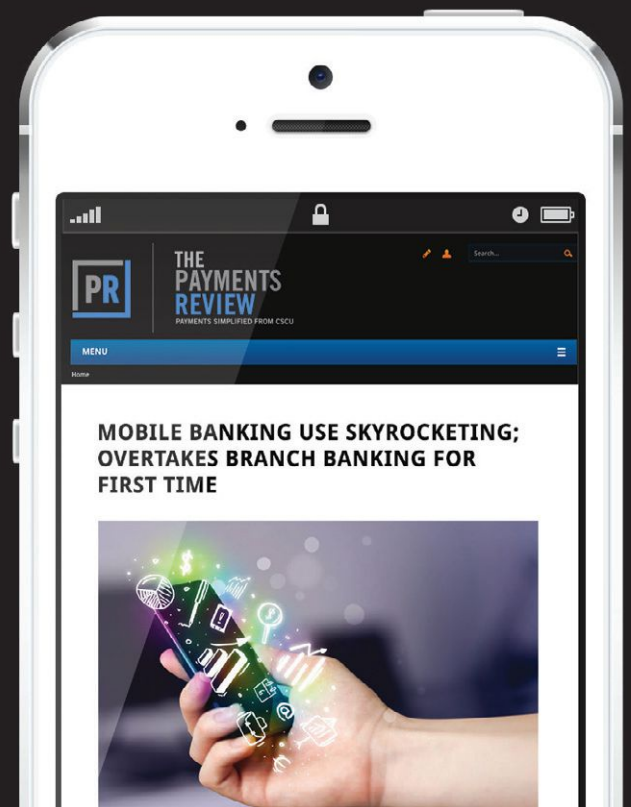 PR
THE
PAYMENTS
REVIEW
PAYMENTS SIMPLIFIED FROM CSCU
Search...
MENU
Home
MOBILE BANKING USE SKYROCKETING;
OVERTAKES BRANCH BANKING FOR
FIRST TIME
$
$
@
€